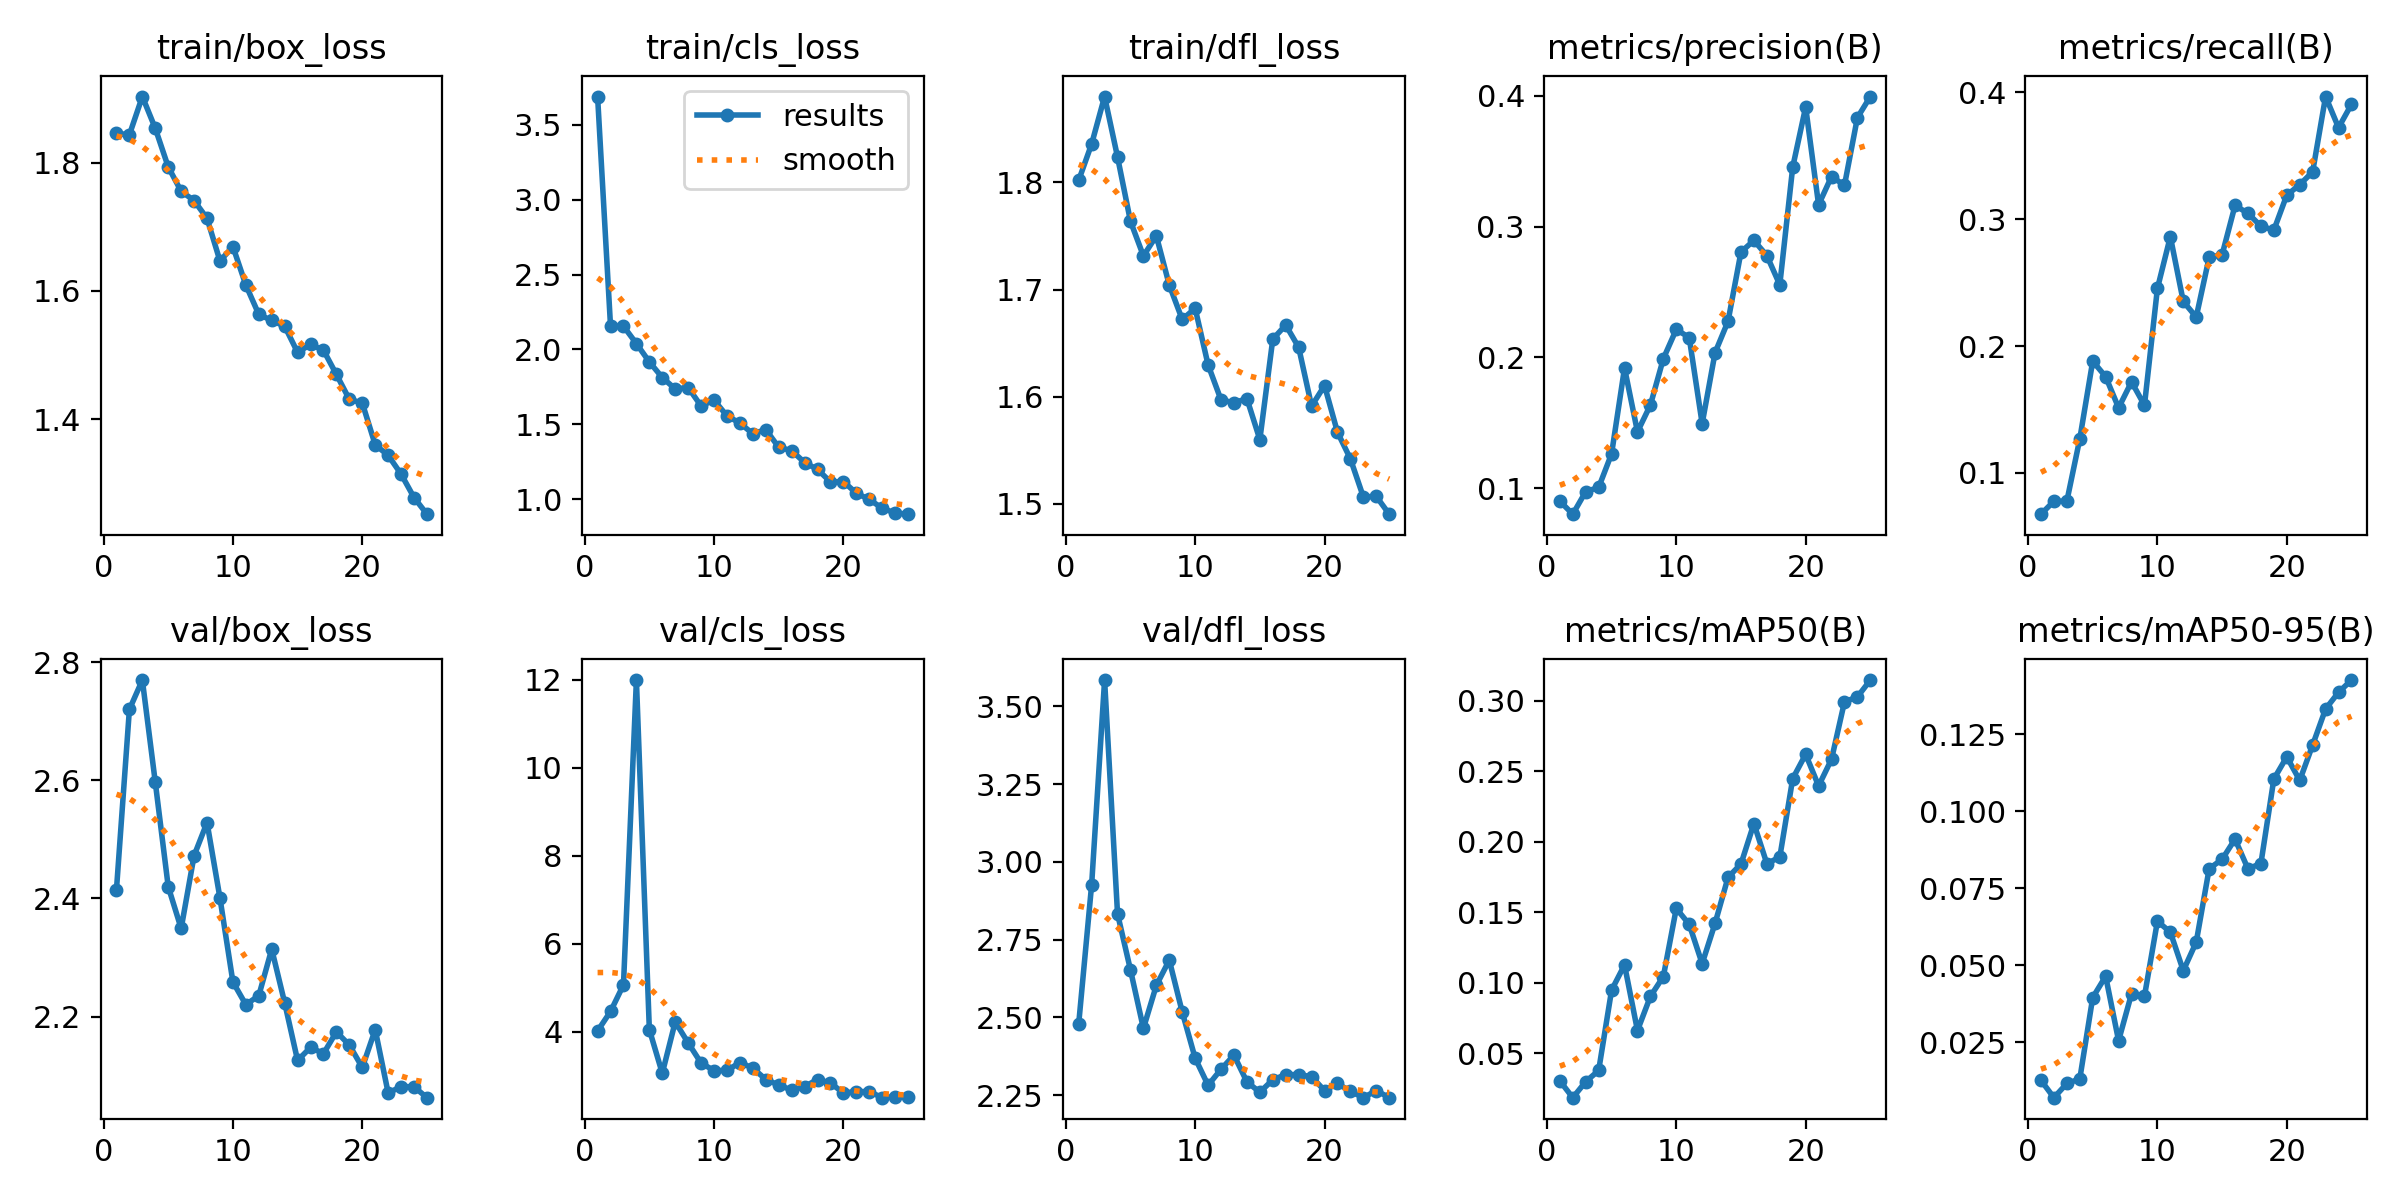 train/box_loss
1.8
1.6
1.4
0 10 20
train/cls_loss
results
smooth
3.5
3.0
2.5
2.0
1.5
1.0
0 10 20
train/dfl_loss
1.8
1.7
1.6
1.5
0 10 20
metrics/precision(B)
0.4
0.3
0.2
0.1
0 10 20
metrics/recall(B)
0.4
0.3
0.2
0.1
0 10 20
val/box_loss
2.8
2.6
2.4
2.2
0 10 20
val/cls_loss
12
10
8
6
4
0 10 20
val/dfl_loss
3.50
3.25
3.00
2.75
2.50
2.25
0 10 20
metrics/mAP50(B)
0.30
0.25
0.20
0.15
0.10
0.05
0 10 20
metrics/mAP50-95(B)
0.125
0.100
0.075
0.050
0.025
0 10 20